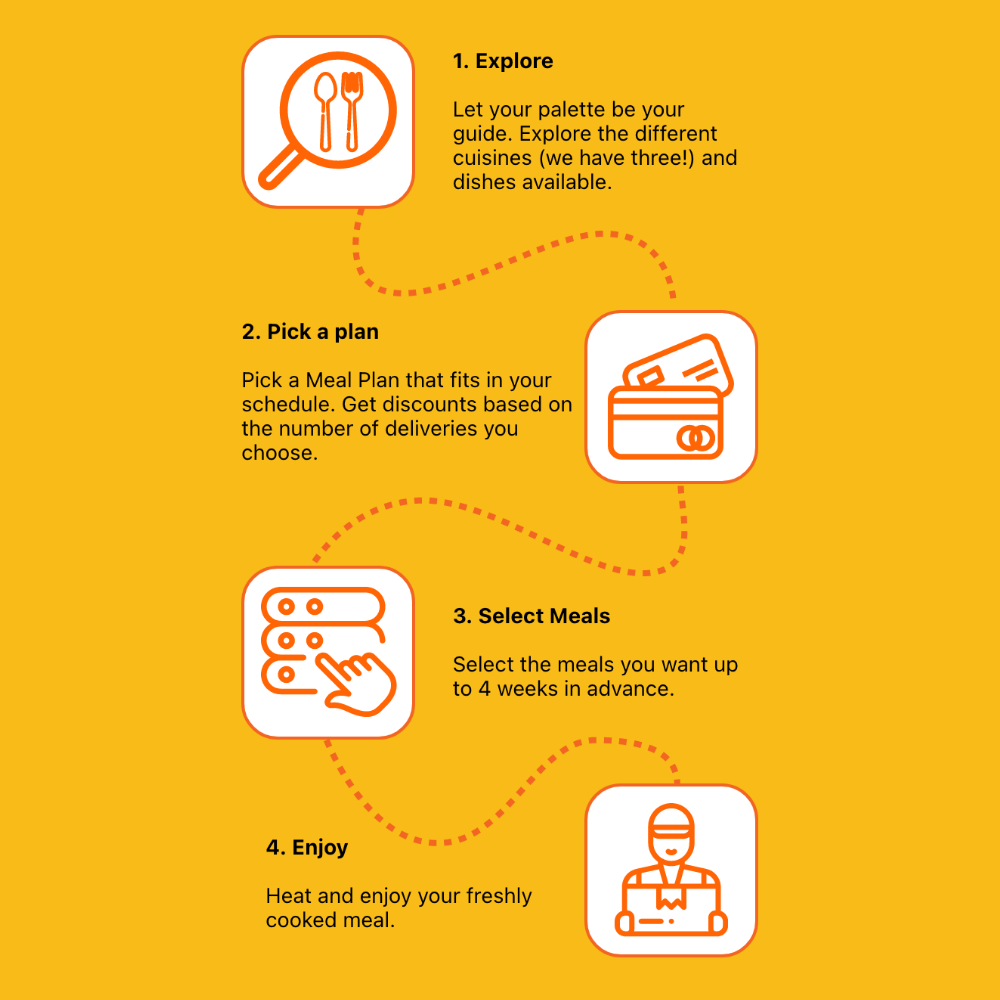 1. Explore
Let your palette be your
guide. Explore the different
cuisines (we have three!) and
dishes available.
2. Pick a plan
Pick a Meal Plan that fits in your
schedule. Get discounts based on
the number of deliveries you
choose.
3. Select Meals
Select the meals you want up
to 4 weeks in advance.
4. Enjoy
Heat and enjoy your freshly
cooked meal.